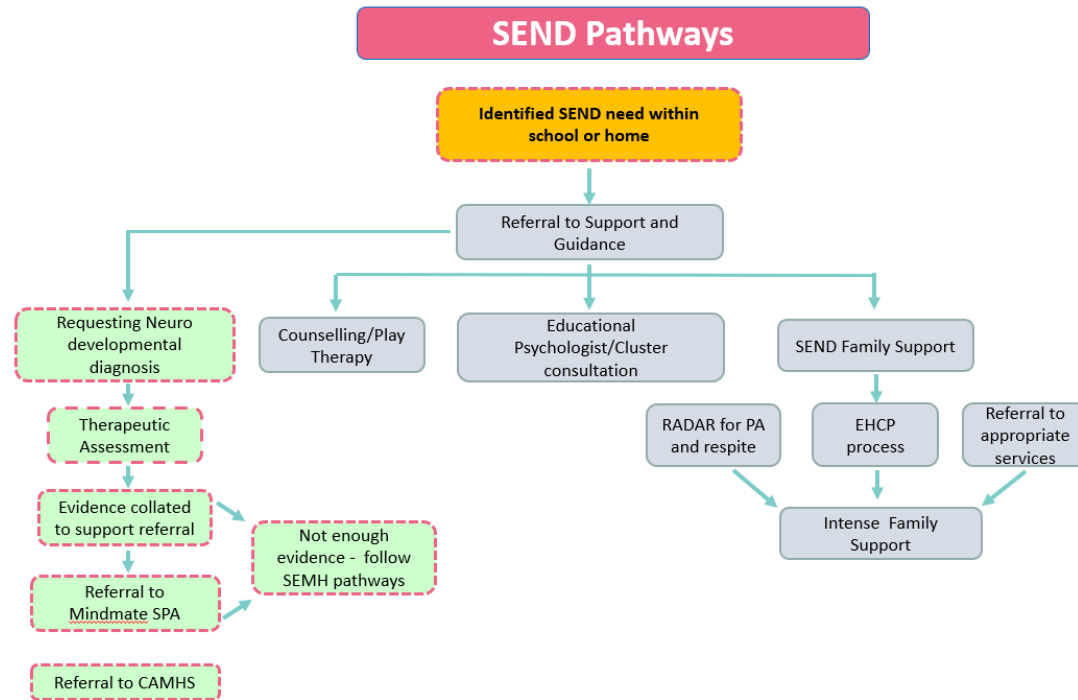 SEND Pathways
Identified SEND need within
school or home
Referral to Support and
Guidance
Requesting Neuro
developmental
diagnosis
Counselling/Play
Therapy
Educational
Psychologist/Cluster
consultation
SEND Family Support
Therapeutic
Assessment
RADAR for PA
and respite
EHCP
process
Referral to
appropriate
services
Evidence collated
to support referral
Not enough
evidence - follow
SEMH pathways
Intense Family
Support
Referral to
Mindmate SPA
Referral to CAMHS